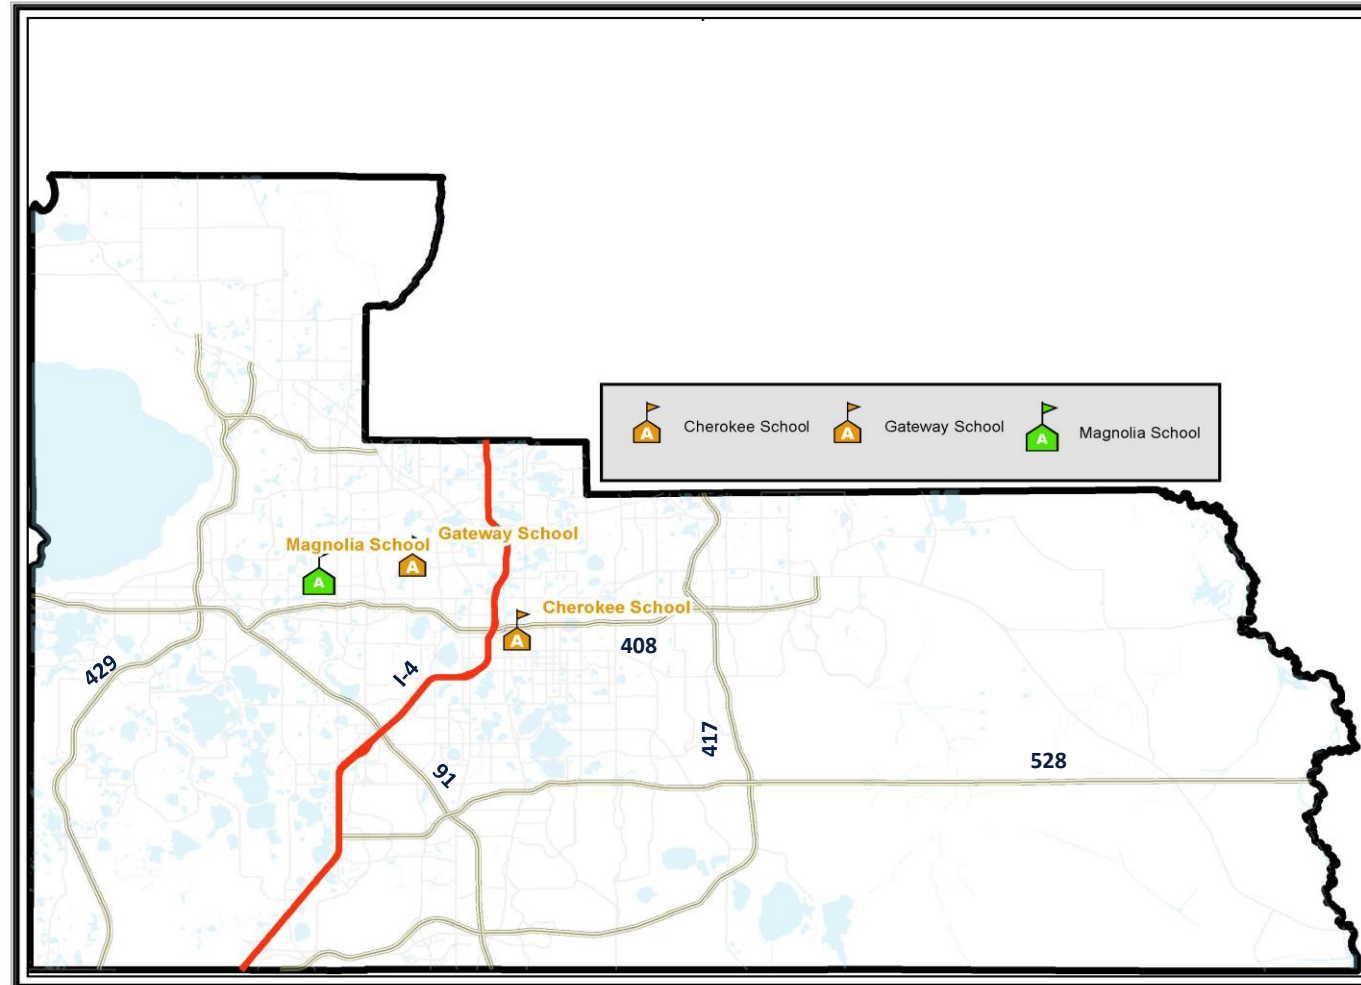 A Cherokee School
A Gateway School
A Magnolia School
Gateway School
Magnolia School
A
A
Cherokee School
A
408
429
I-4
417
91
528